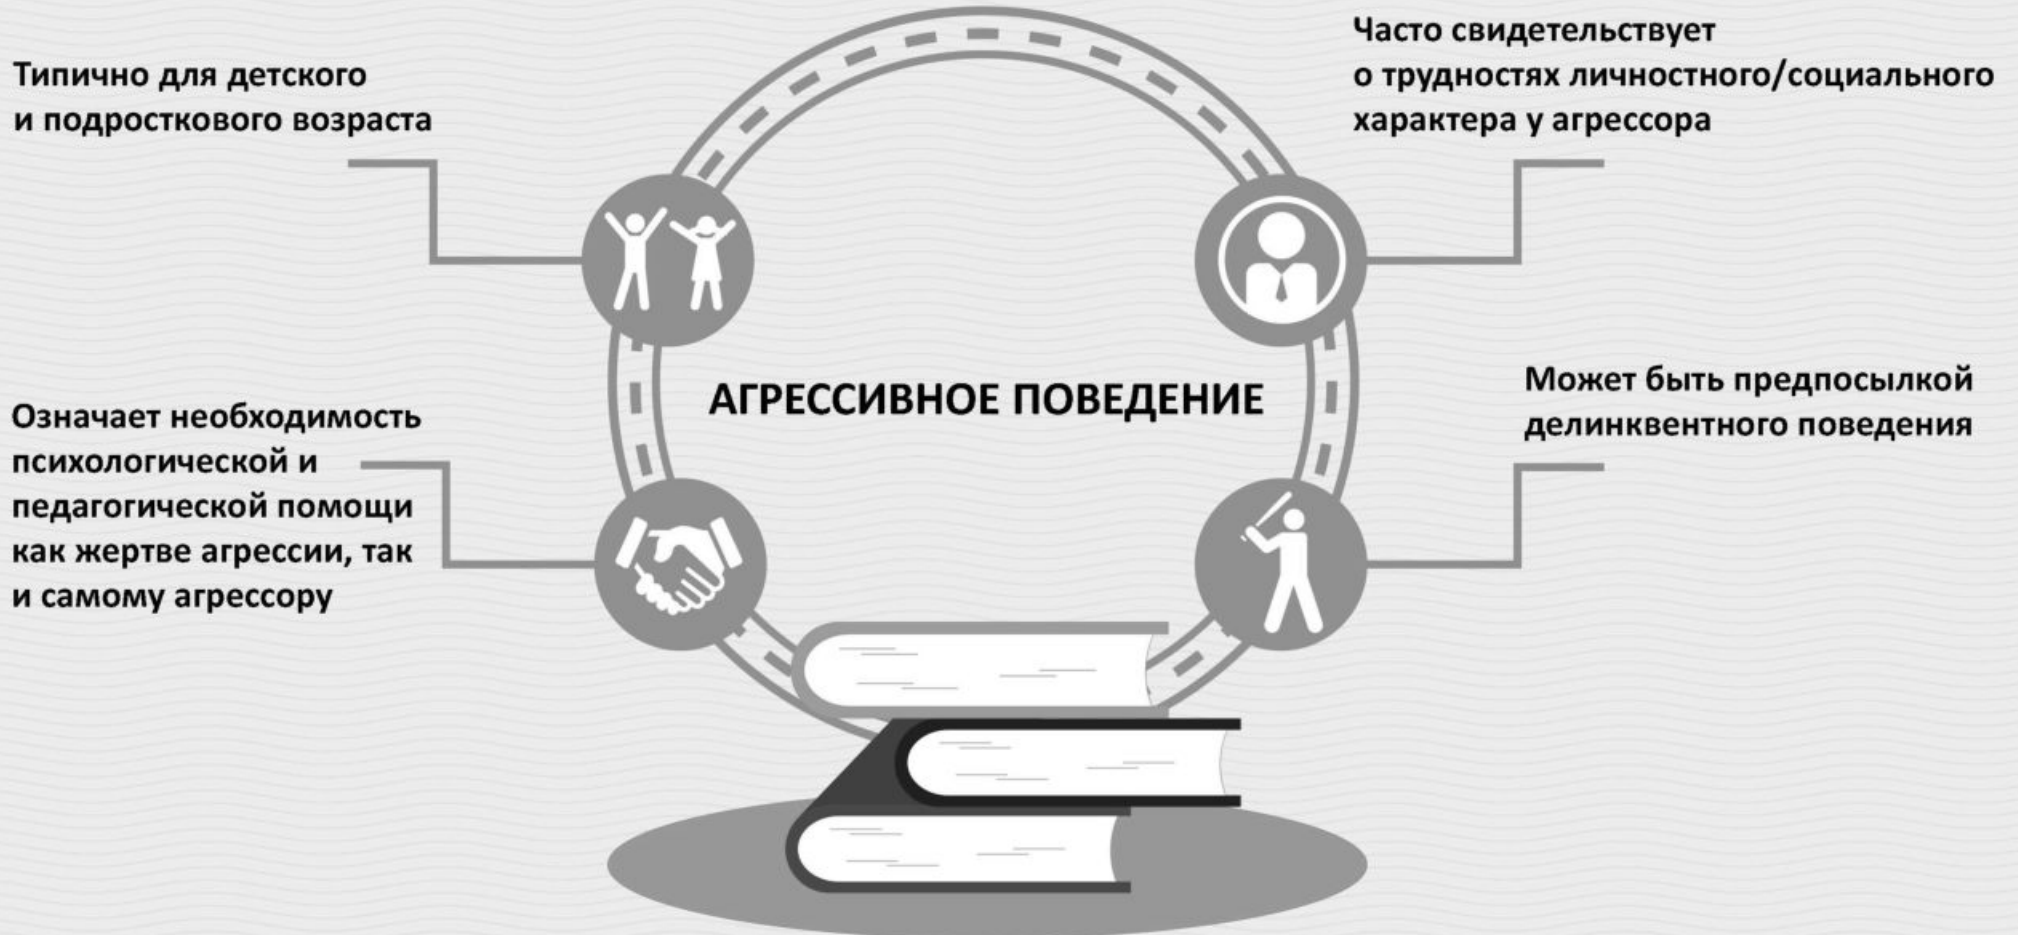 Типично для детского
и подросткового возраста
Часто свидетельствует
о трудностях личностного/социального
характера у агрессора
АГРЕССИВНОЕ ПОВЕДЕНИЕ
Означает необходимость
психологической и
педагогической помощи
как жертве агрессии, так
и самому агрессору
Может быть предпосылкой
делинквентного поведения